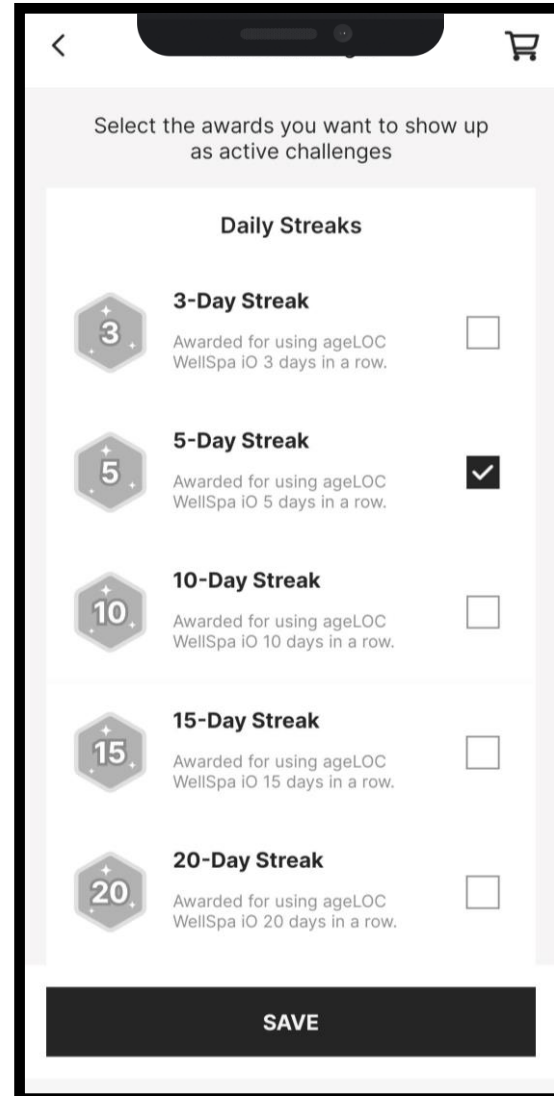 Select the awards you want to show up
as active challenges
Daily Streaks
3
3-Day Streak
Awarded for using ageLOC
WellSpa iO 3 days in a row.
5
5-Day Streak
Awarded for using ageLOC
WellSpa iO 5 days in a row.
10
10-Day Streak
Awarded for using ageLOC
WellSpa iO 10 days in a row.
15
15-Day Streak
Awarded for using ageLOC
WellSpa iO 15 days in a row.
20
20-Day Streak
Awarded for using ageLOC
WellSpa iO 20 days in a row.
SAVE